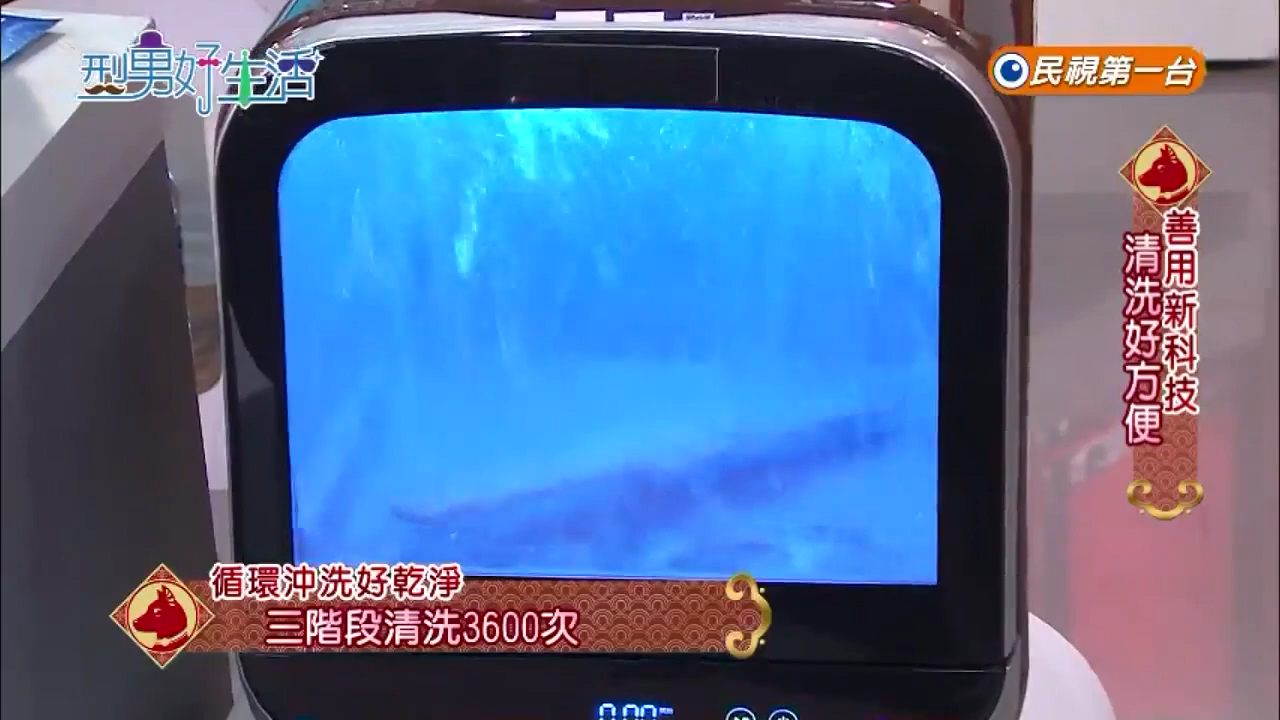 型男好生活
民視第一台
善用新科技
清洗好方便
循環沖洗好乾淨
三階段清洗3600次